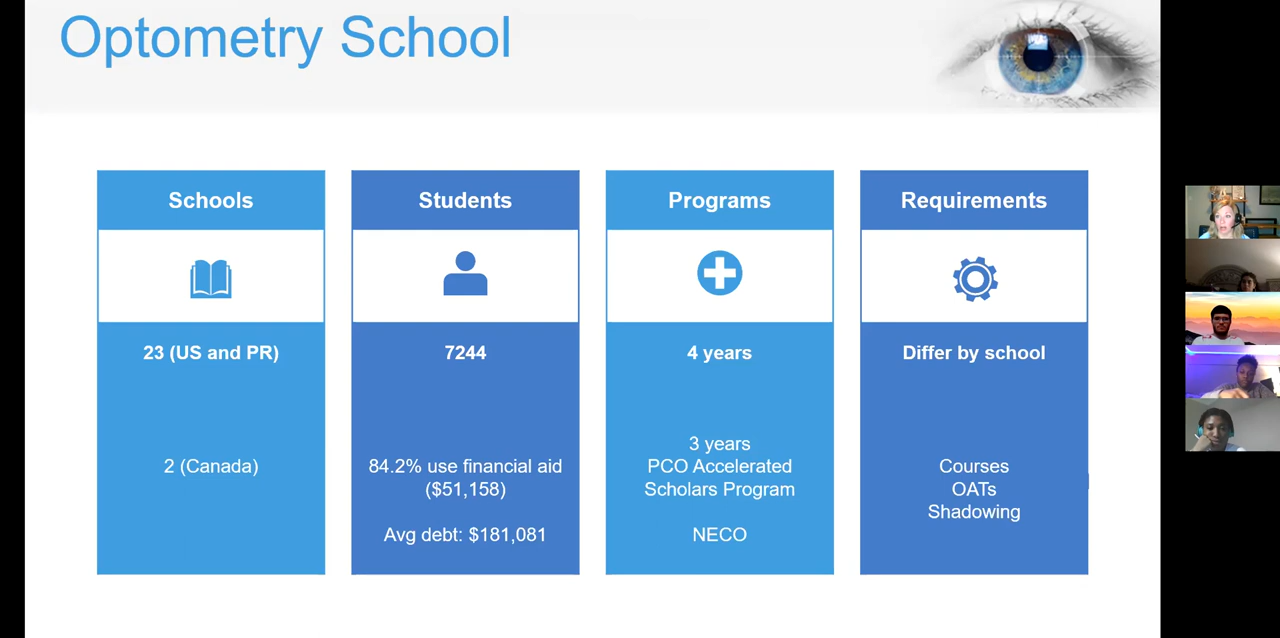 Optometry School
Schools
23 (US and PR)
2 (Canada)
Students
7244
84.2% use financial aid
($51,158)
Avg debt: $181,081
Programs
4 years
3 years
PCO Accelerated
Scholars Program
NECO
Requirements
Differ by school
Courses
OATs
Shadowing